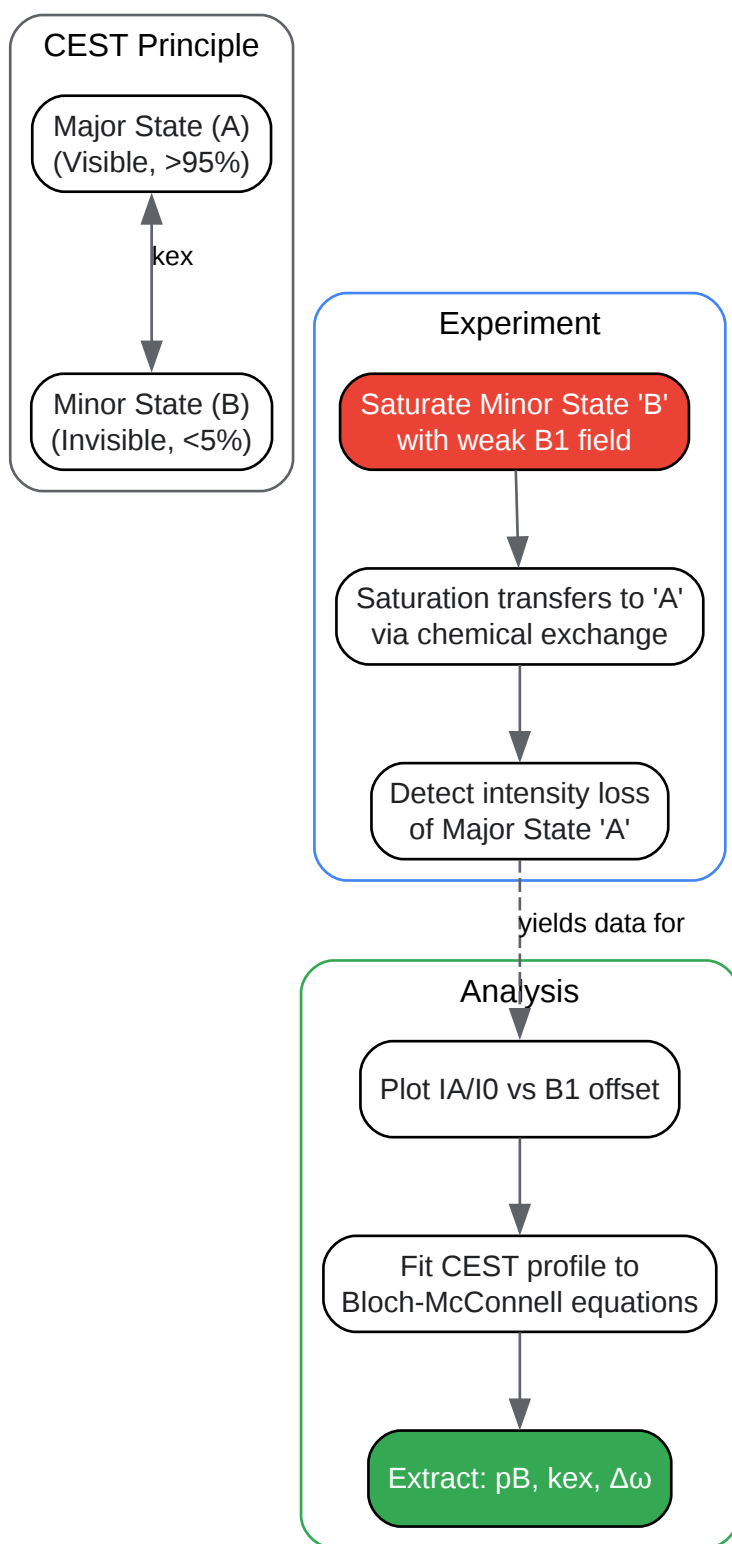 CEST Principle
Major State (A)
(Visible, >95%)
kex
Minor State (B)
(Invisible, <5%)
Experiment
Saturate Minor State 'B'
with weak B1 field
Saturation transfers to 'A'
via chemical exchange
Detect intensity loss
of Major State 'A'
yields data for
Analysis
Plot IA/I0 vs B1 offset
Fit CEST profile to
Bloch-McConnell equations
Extract: pB, kex, Δω